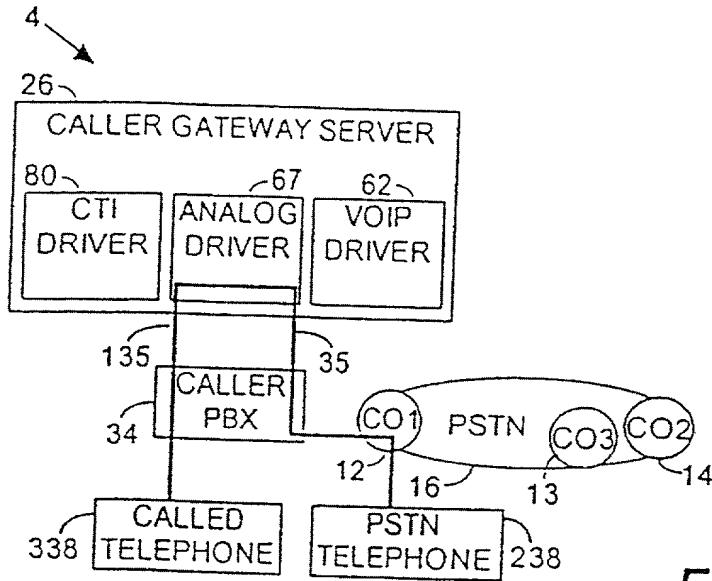 4
26
CALLER GATEWAY SERVER
80
67
62
CTI
DRIVER
ANALOG
DRIVER
VOIP
DRIVER
135
35
CALLER
PBX
34
CO1
PSTN
CO3
CO2
12
16
13
14
CALLED
TELEPHONE
338
PSTN
TELEPHONE
238